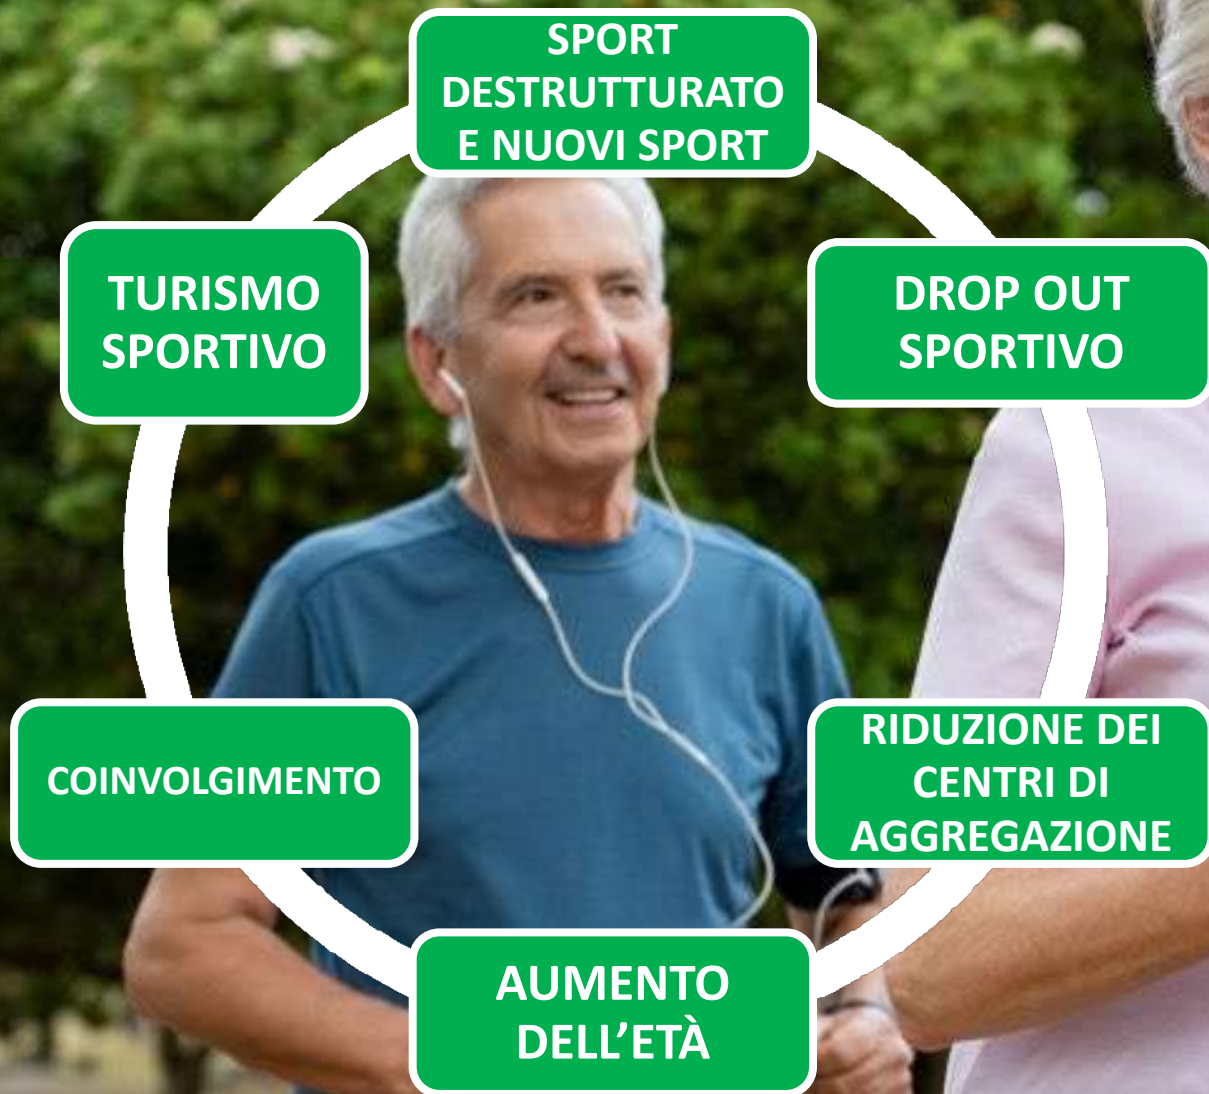 SPORT
DESTRUTTURATO
E NUOVI SPORT
TURISMO
SPORTIVO
DROP OUT
SPORTIVO
COINVOLGIMENTO
RIDUZIONE DEI
CENTRI DI
AGGREGAZIONE
AUMENTO
DELL’ETÀ